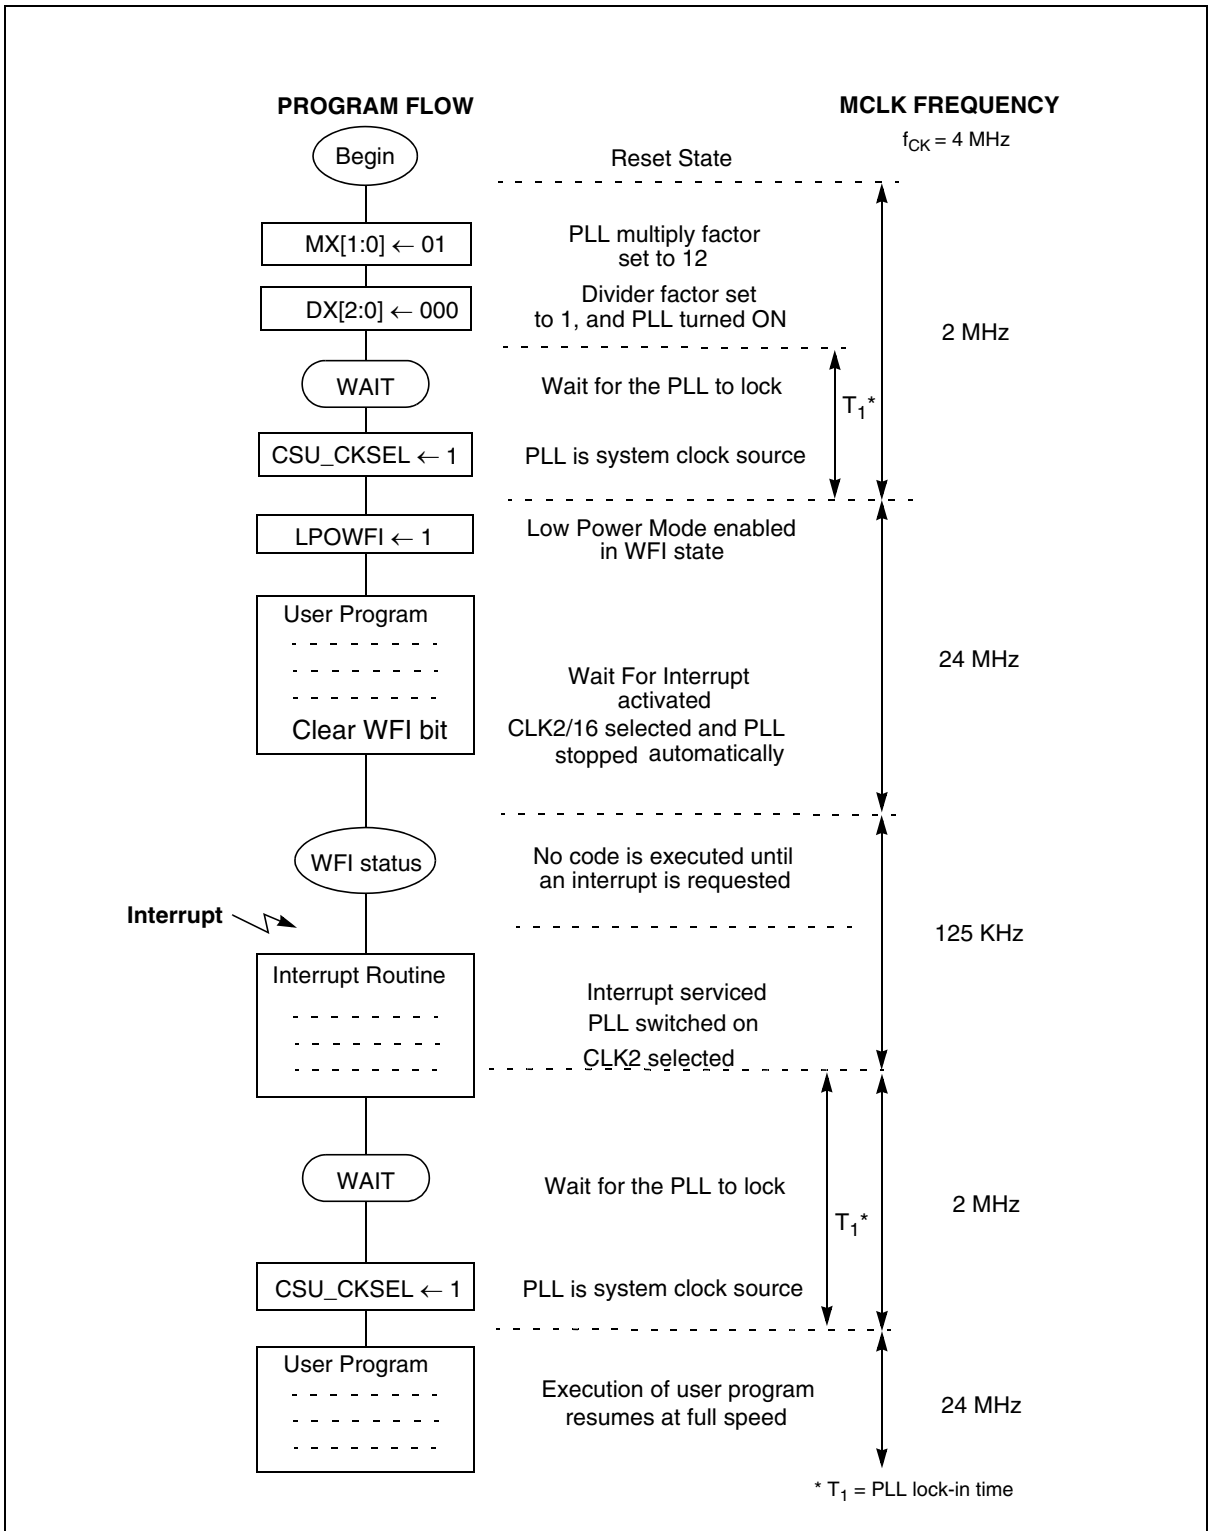 PROGRAM FLOW
MCLK FREQUENCY
fCK = 4 MHz
Begin
Reset State
MX[1:0] ← 01
PLL multiply factor
set to 12
DX[2:0] ← 000
Divider factor set
to 1, and PLL turned ON
2 MHz
WAIT
Wait for the PLL to lock
T1*
CSU_CKSEL ← 1
PLL is system clock source
LPOWFI ← 1
Low Power Mode enabled
in WFI state
User Program
Clear WFI bit
Wait For Interrupt
activated
CLK2/16 selected and PLL
stopped automatically
24 MHz
WFI status
No code is executed until
an interrupt is requested
Interrupt
125 KHz
Interrupt Routine
Interrupt serviced
PLL switched on
CLK2 selected
WAIT
Wait for the PLL to lock
T1*
2 MHz
CSU_CKSEL ← 1
PLL is system clock source
User Program
Execution of user program
resumes at full speed
24 MHz
* T1 = PLL lock-in time